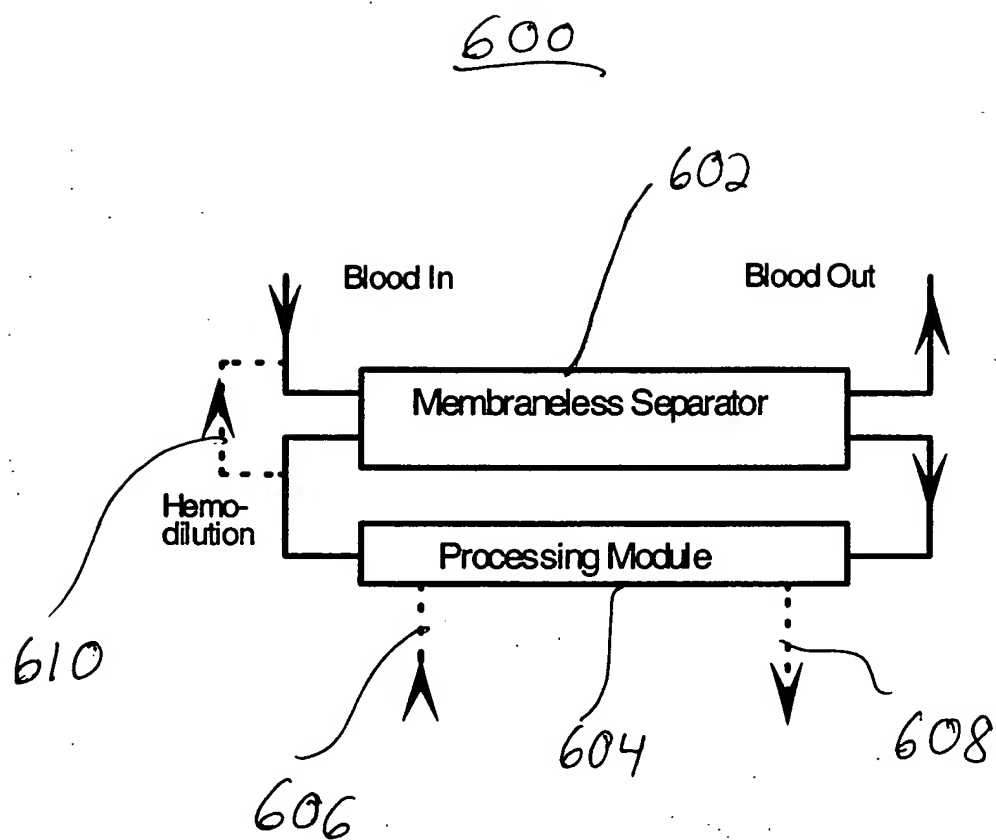 600
602
Blood In
Blood Out
Membraneless Separator
Hemo-
dilution
Processing Module
610
604
608
606